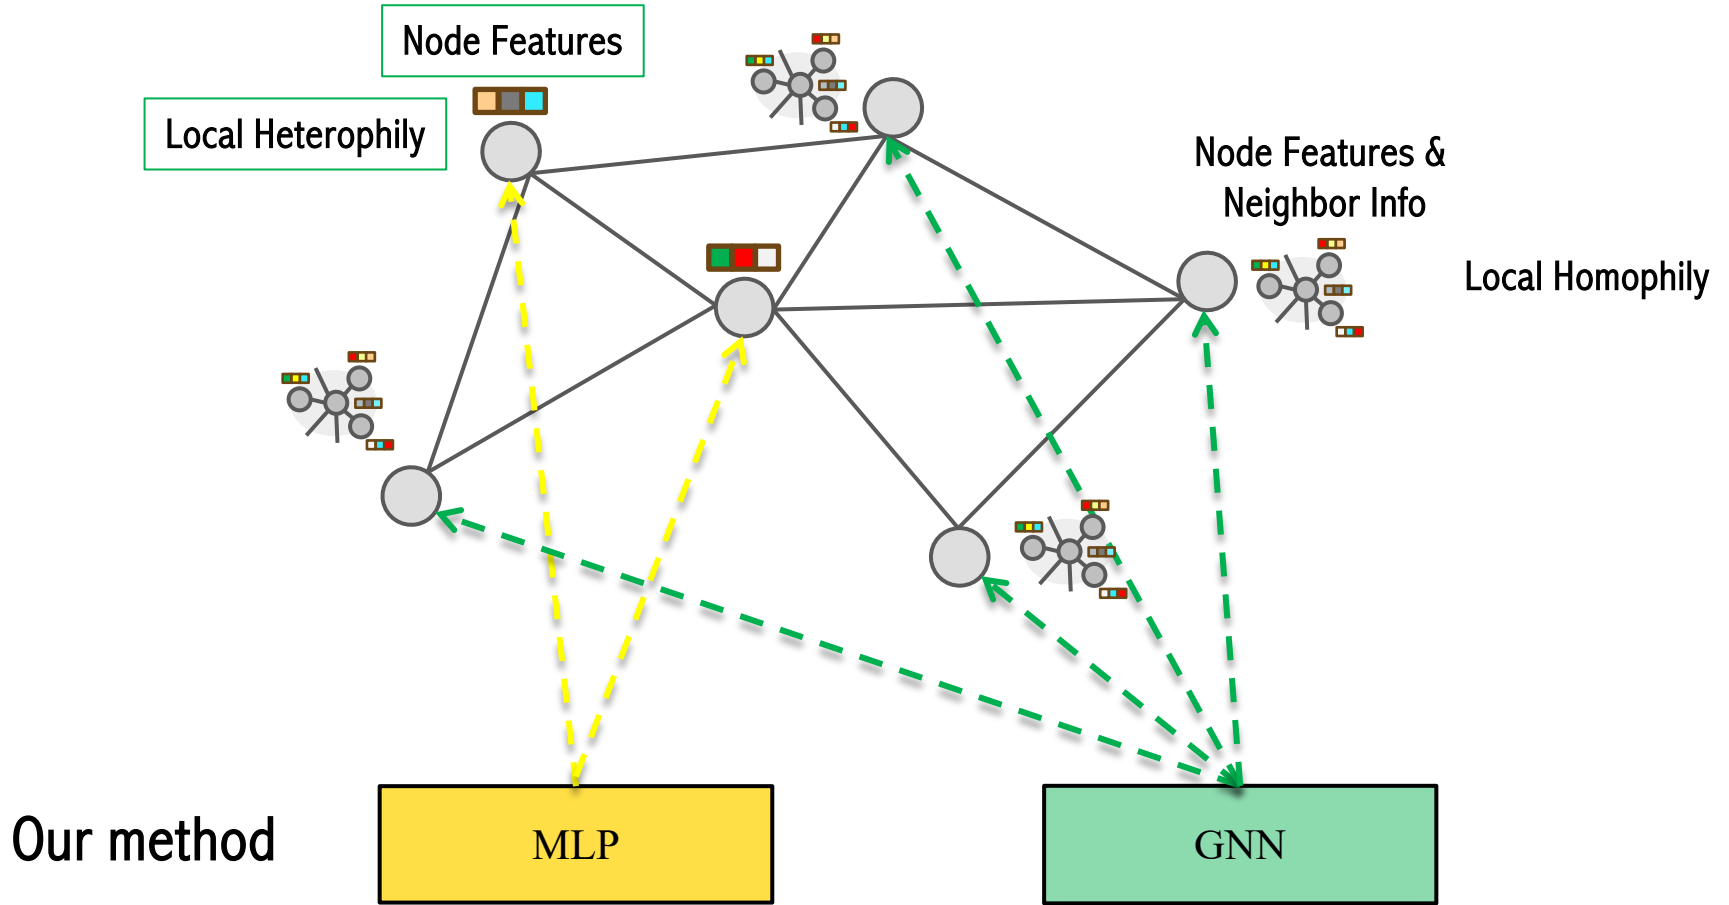 Node Features
Local Heterophily
Node Features &
Neighbor Info
Local Homophily
Our method
MLP
GNN